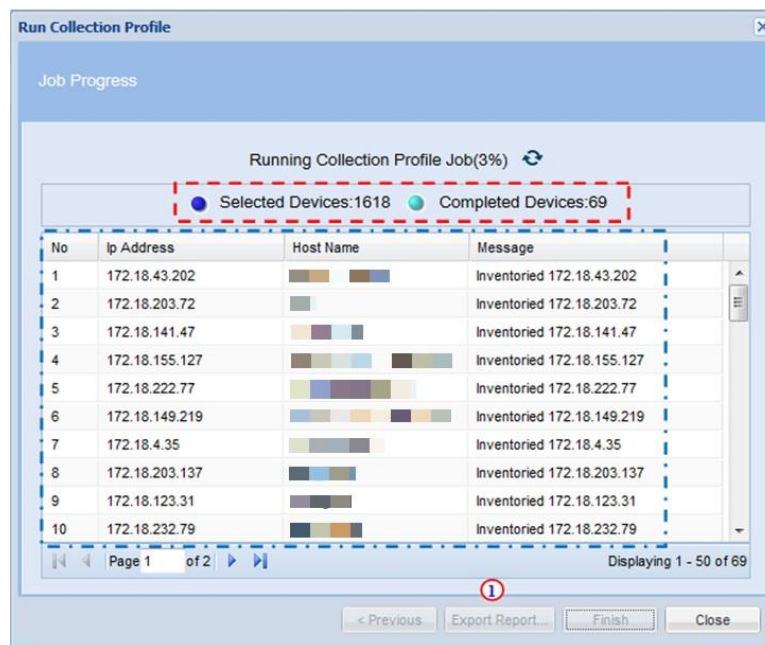 Run Collection Profile
Job Progress
Running Collection Profile Job(3%)
Selected Devices:1618 Completed Devices:69
No Ip Address Host Name Message
1 172.18.43.202 Inventoried 172.18.43.202
2 172.18.203.72 Inventoried 172.18.203.72
3 172.18.141.47 Inventoried 172.18.141.47
4 172.18.155.127 Inventoried 172.18.155.127
5 172.18.222.77 Inventoried 172.18.222.77
6 172.18.149.219 Inventoried 172.18.149.219
7 172.18.4.35 Inventoried 172.18.4.35
8 172.18.203.137 Inventoried 172.18.203.137
9 172.18.123.31 Inventoried 172.18.123.31
10 172.18.232.79 Inventoried 172.18.232.79
Page 1 of 2 Displaying 1 - 50 of 69
1
< Previous Export Report... Finish Close